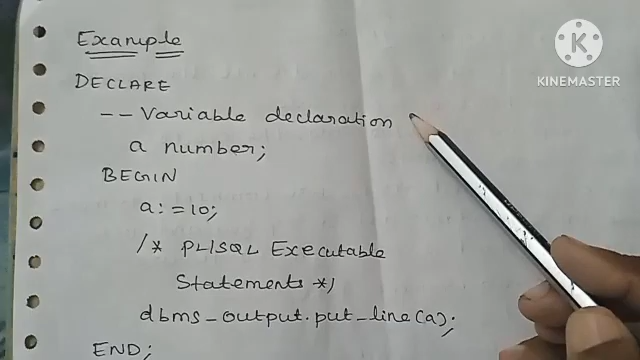 Example
KINEMASTER
DECLARE
-- Variable declaration
a number;
BEGIN
a:=10;
/* PL/SQL Executable
Statements */
dbms_output.put_line(a);
END;